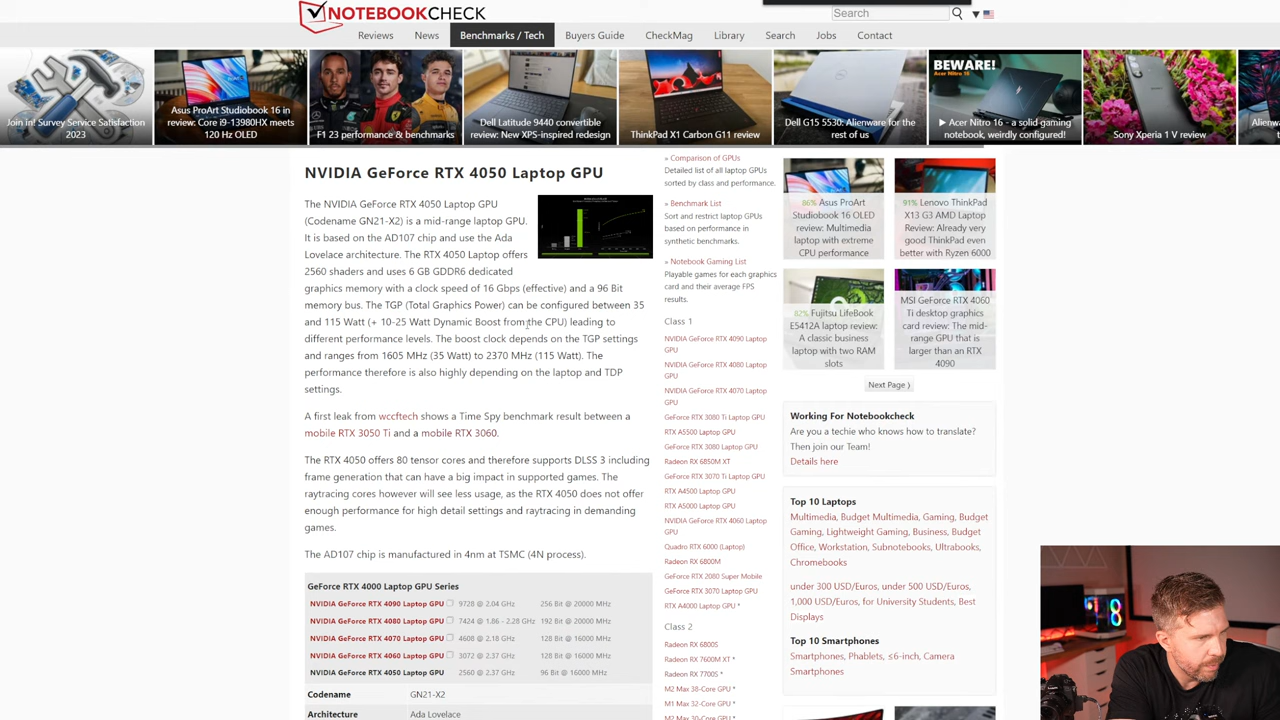 NOTEBOOKCHECK
Search
Reviews
News
Benchmarks / Tech
Buyers Guide
CheckMag
Library
Search
Jobs
Contact
Join in! Survey Service Satisfaction
2023
Asus ProArt Studiobook 16 in
review: Core i9-13980HX meets
120 Hz OLED
F1 23 performance & benchmarks
Dell Latitude 9440 convertible
review: New XPS-inspired redesign
ThinkPad X1 Carbon G11 review
Dell G15 5530: Alienware for the
rest of us
BEWARE!
Acer Nitro 16
▶ Acer Nitro 16 - a solid gaming
notebook, weirdly configured!
Sony Xperia 1 V review
Alienw
NVIDIA GeForce RTX 4050 Laptop GPU
The NVIDIA GeForce RTX 4050 Laptop GPU
(Codename GN21-X2) is a mid-range laptop GPU.
It is based on the AD107 chip and use the Ada
Lovelace architecture. The RTX 4050 Laptop offers
2560 shaders and uses 6 GB GDDR6 dedicated
graphics memory with a clock speed of 16 Gbps (effective) and a 96 Bit
memory bus. The TGP (Total Graphics Power) can be configured between 35
and 115 Watt (+ 10-25 Watt Dynamic Boost from the CPU) leading to
different performance levels. The boost clock depends on the TGP settings
and ranges from 1605 MHz (35 Watt) to 2370 MHz (115 Watt). The
performance therefore is also highly depending on the laptop and TDP
settings.
A first leak from wccftech shows a Time Spy benchmark result between a
mobile RTX 3050 Ti and a mobile RTX 3060.
The RTX 4050 offers 80 tensor cores and therefore supports DLSS 3 including
frame generation that can have a big impact in supported games. The
raytracing cores however will see less usage, as the RTX 4050 does not offer
enough performance for high detail settings and raytracing in demanding
games.
The AD107 chip is manufactured in 4nm at TSMC (4N process).
GeForce RTX 4000 Laptop GPU Series
NVIDIA GeForce RTX 4090 Laptop GPU 9728 @ 2.04 GHz 256 Bit @ 20000 MHz
NVIDIA GeForce RTX 4080 Laptop GPU 7424 @ 1.86 - 2.28 GHz 192 Bit @ 20000 MHz
NVIDIA GeForce RTX 4070 Laptop GPU 4608 @ 2.18 GHz 128 Bit @ 16000 MHz
NVIDIA GeForce RTX 4060 Laptop GPU 3072 @ 2.37 GHz 128 Bit @ 16000 MHz
NVIDIA GeForce RTX 4050 Laptop GPU 2560 @ 2.37 GHz 96 Bit @ 16000 MHz
Codename GN21-X2
Architecture Ada Lovelace
» Comparison of GPUs
Detailed list of all laptop GPUs
sorted by class and performance.
» Benchmark List
Sort and restrict laptop GPUs
based on performance in
synthetic benchmarks.
» Notebook Gaming List
Playable games for each graphics
card and their average FPS
results.
Class 1
NVIDIA GeForce RTX 4090 Laptop
GPU
NVIDIA GeForce RTX 4080 Laptop
GPU
NVIDIA GeForce RTX 4070 Laptop
GPU
GeForce RTX 3080 Ti Laptop GPU
RTX A5500 Laptop GPU
GeForce RTX 3080 Laptop GPU
Radeon RX 6850M XT
GeForce RTX 3070 Ti Laptop GPU
RTX A4500 Laptop GPU
RTX A5000 Laptop GPU
NVIDIA GeForce RTX 4060 Laptop
GPU
Quadro RTX 6000 (Laptop)
Radeon RX 6800M
GeForce RTX 2080 Super Mobile
GeForce RTX 3070 Laptop GPU
RTX A4000 Laptop GPU *
Class 2
Radeon RX 6800S
Radeon RX 7600M XT *
Radeon RX 7700S *
M2 Max 38-Core GPU *
M1 Max 32-Core GPU *
M2 Max 30-Core GPU *
86% Asus ProArt
Studiobook 16 OLED
review: Multimedia
laptop with extreme
CPU performance
91% Lenovo ThinkPad
X13 G3 AMD Laptop
Review: Already very
good ThinkPad even
better with Ryzen 6000
82% Fujitsu LifeBook
E5412A laptop review:
A classic business
laptop with two RAM
slots
MSI GeForce RTX 4060
Ti desktop graphics
card review: The mid-
range GPU that is
larger than an RTX
4090
Next Page ⟩
Working For Notebookcheck
Are you a techie who knows how to translate?
Then join our Team!
Details here
Top 10 Laptops
Multimedia, Budget Multimedia, Gaming, Budget
Gaming, Lightweight Gaming, Business, Budget
Office, Workstation, Subnotebooks, Ultrabooks,
Chromebooks
under 300 USD/Euros, under 500 USD/Euros,
1,000 USD/Euros, for University Students, Best
Displays
Top 10 Smartphones
Smartphones, Phablets, ≤6-inch, Camera
Smartphones